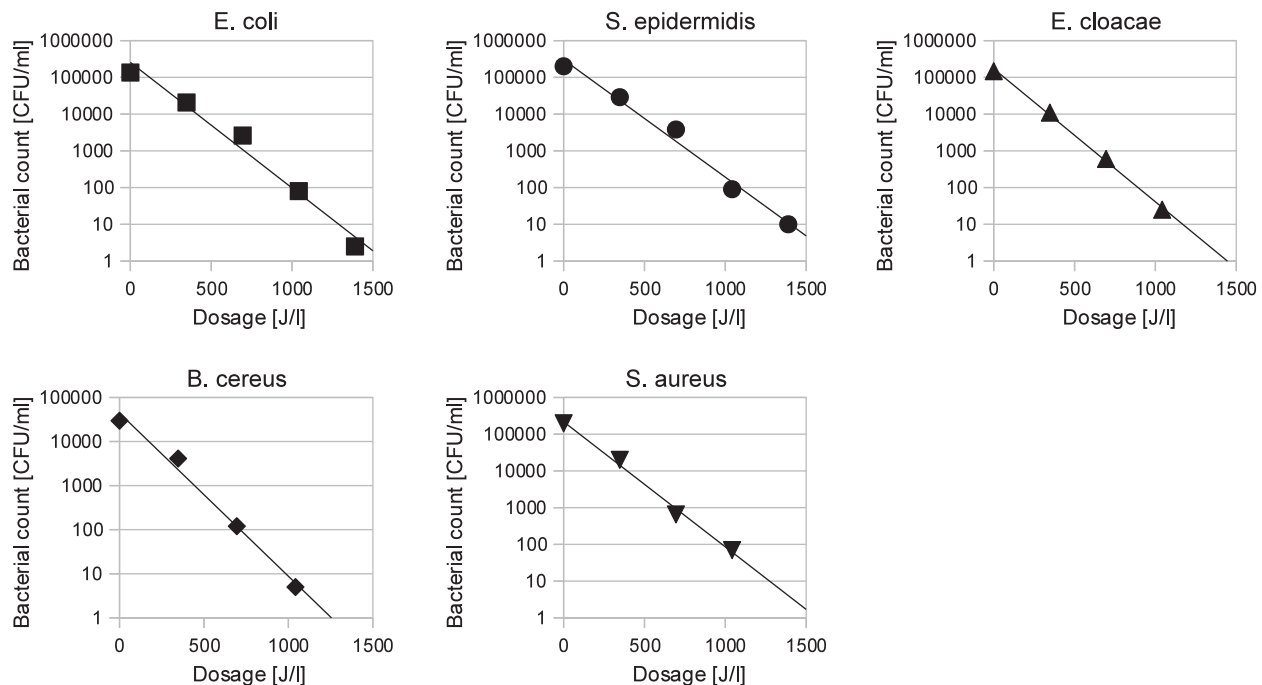 E. coli
Bacterial count [CFU/ml]
1000000
100000
10000
1000
100
10
1
0 500 1000 1500
Dosage [J/l]
S. epidermidis
Bacterial count [CFU/ml]
1000000
100000
10000
1000
100
10
1
0 500 1000 1500
Dosage [J/l]
E. cloacae
Bacterial count [CFU/ml]
1000000
100000
10000
1000
100
10
1
0 500 1000 1500
Dosage [J/l]
B. cereus
Bacterial count [CFU/ml]
100000
10000
1000
100
10
1
0 500 1000 1500
Dosage [J/l]
S. aureus
Bacterial count [CFU/ml]
1000000
100000
10000
1000
100
10
1
0 500 1000 1500
Dosage [J/l]